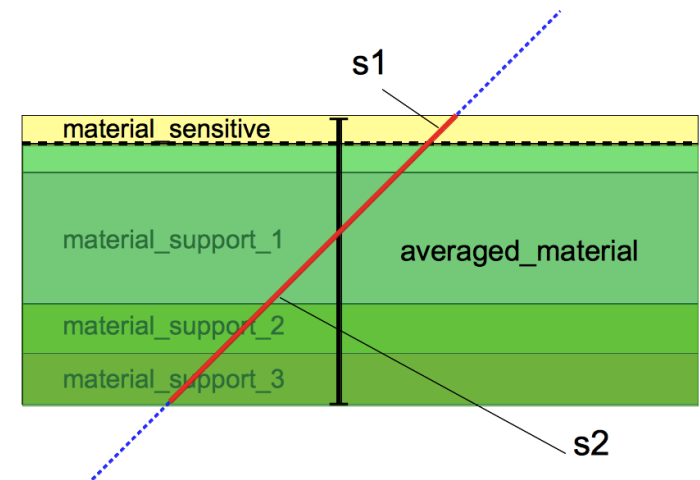 s1
material_sensitive
material_support_1
averaged_material
material_support_2
material_support_3
s2